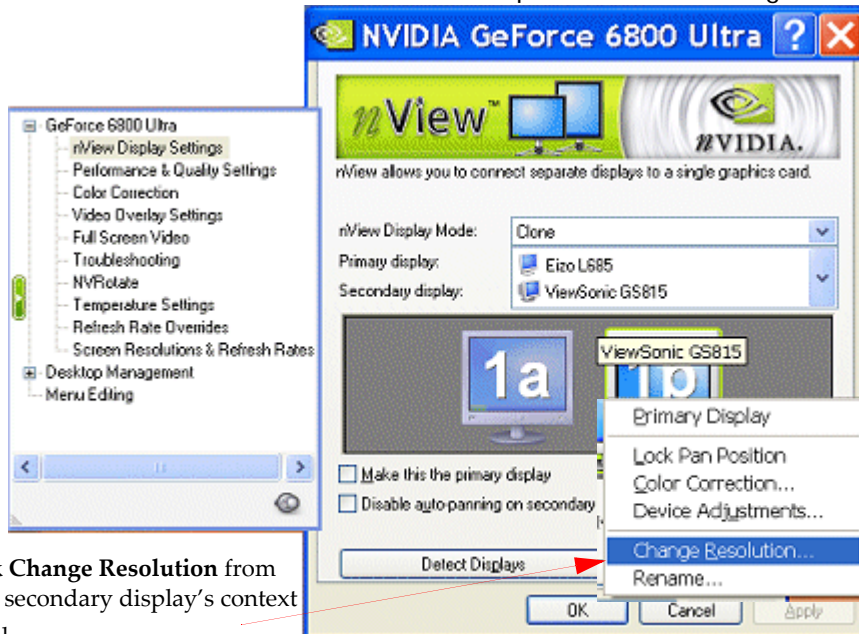 NVIDIA GeForce 6800 Ultra
nView™
NVIDIA.
nView allows you to connect separate displays to a single graphics card.
GeForce 6800 Ultra
nView Display Settings
Performance & Quality Settings
Color Correction
Video Overlay Settings
Full Screen Video
Troubleshooting
NVRotate
Temperature Settings
Refresh Rate Overrides
Screen Resolutions & Refresh Rates
Desktop Management
Menu Editing
nView Display Mode: Clone
Primary display: Eizo L685
Secondary display: ViewSonic GS815
1a
ViewSonic GS815
1b
Primary Display
Lock Pan Position
Color Correction...
Device Adjustments...
Change Resolution...
Rename...
Make this the primary display
Disable auto-panning on secondary
Detect Displays
OK Cancel Apply
Change Resolution from
secondary display's context